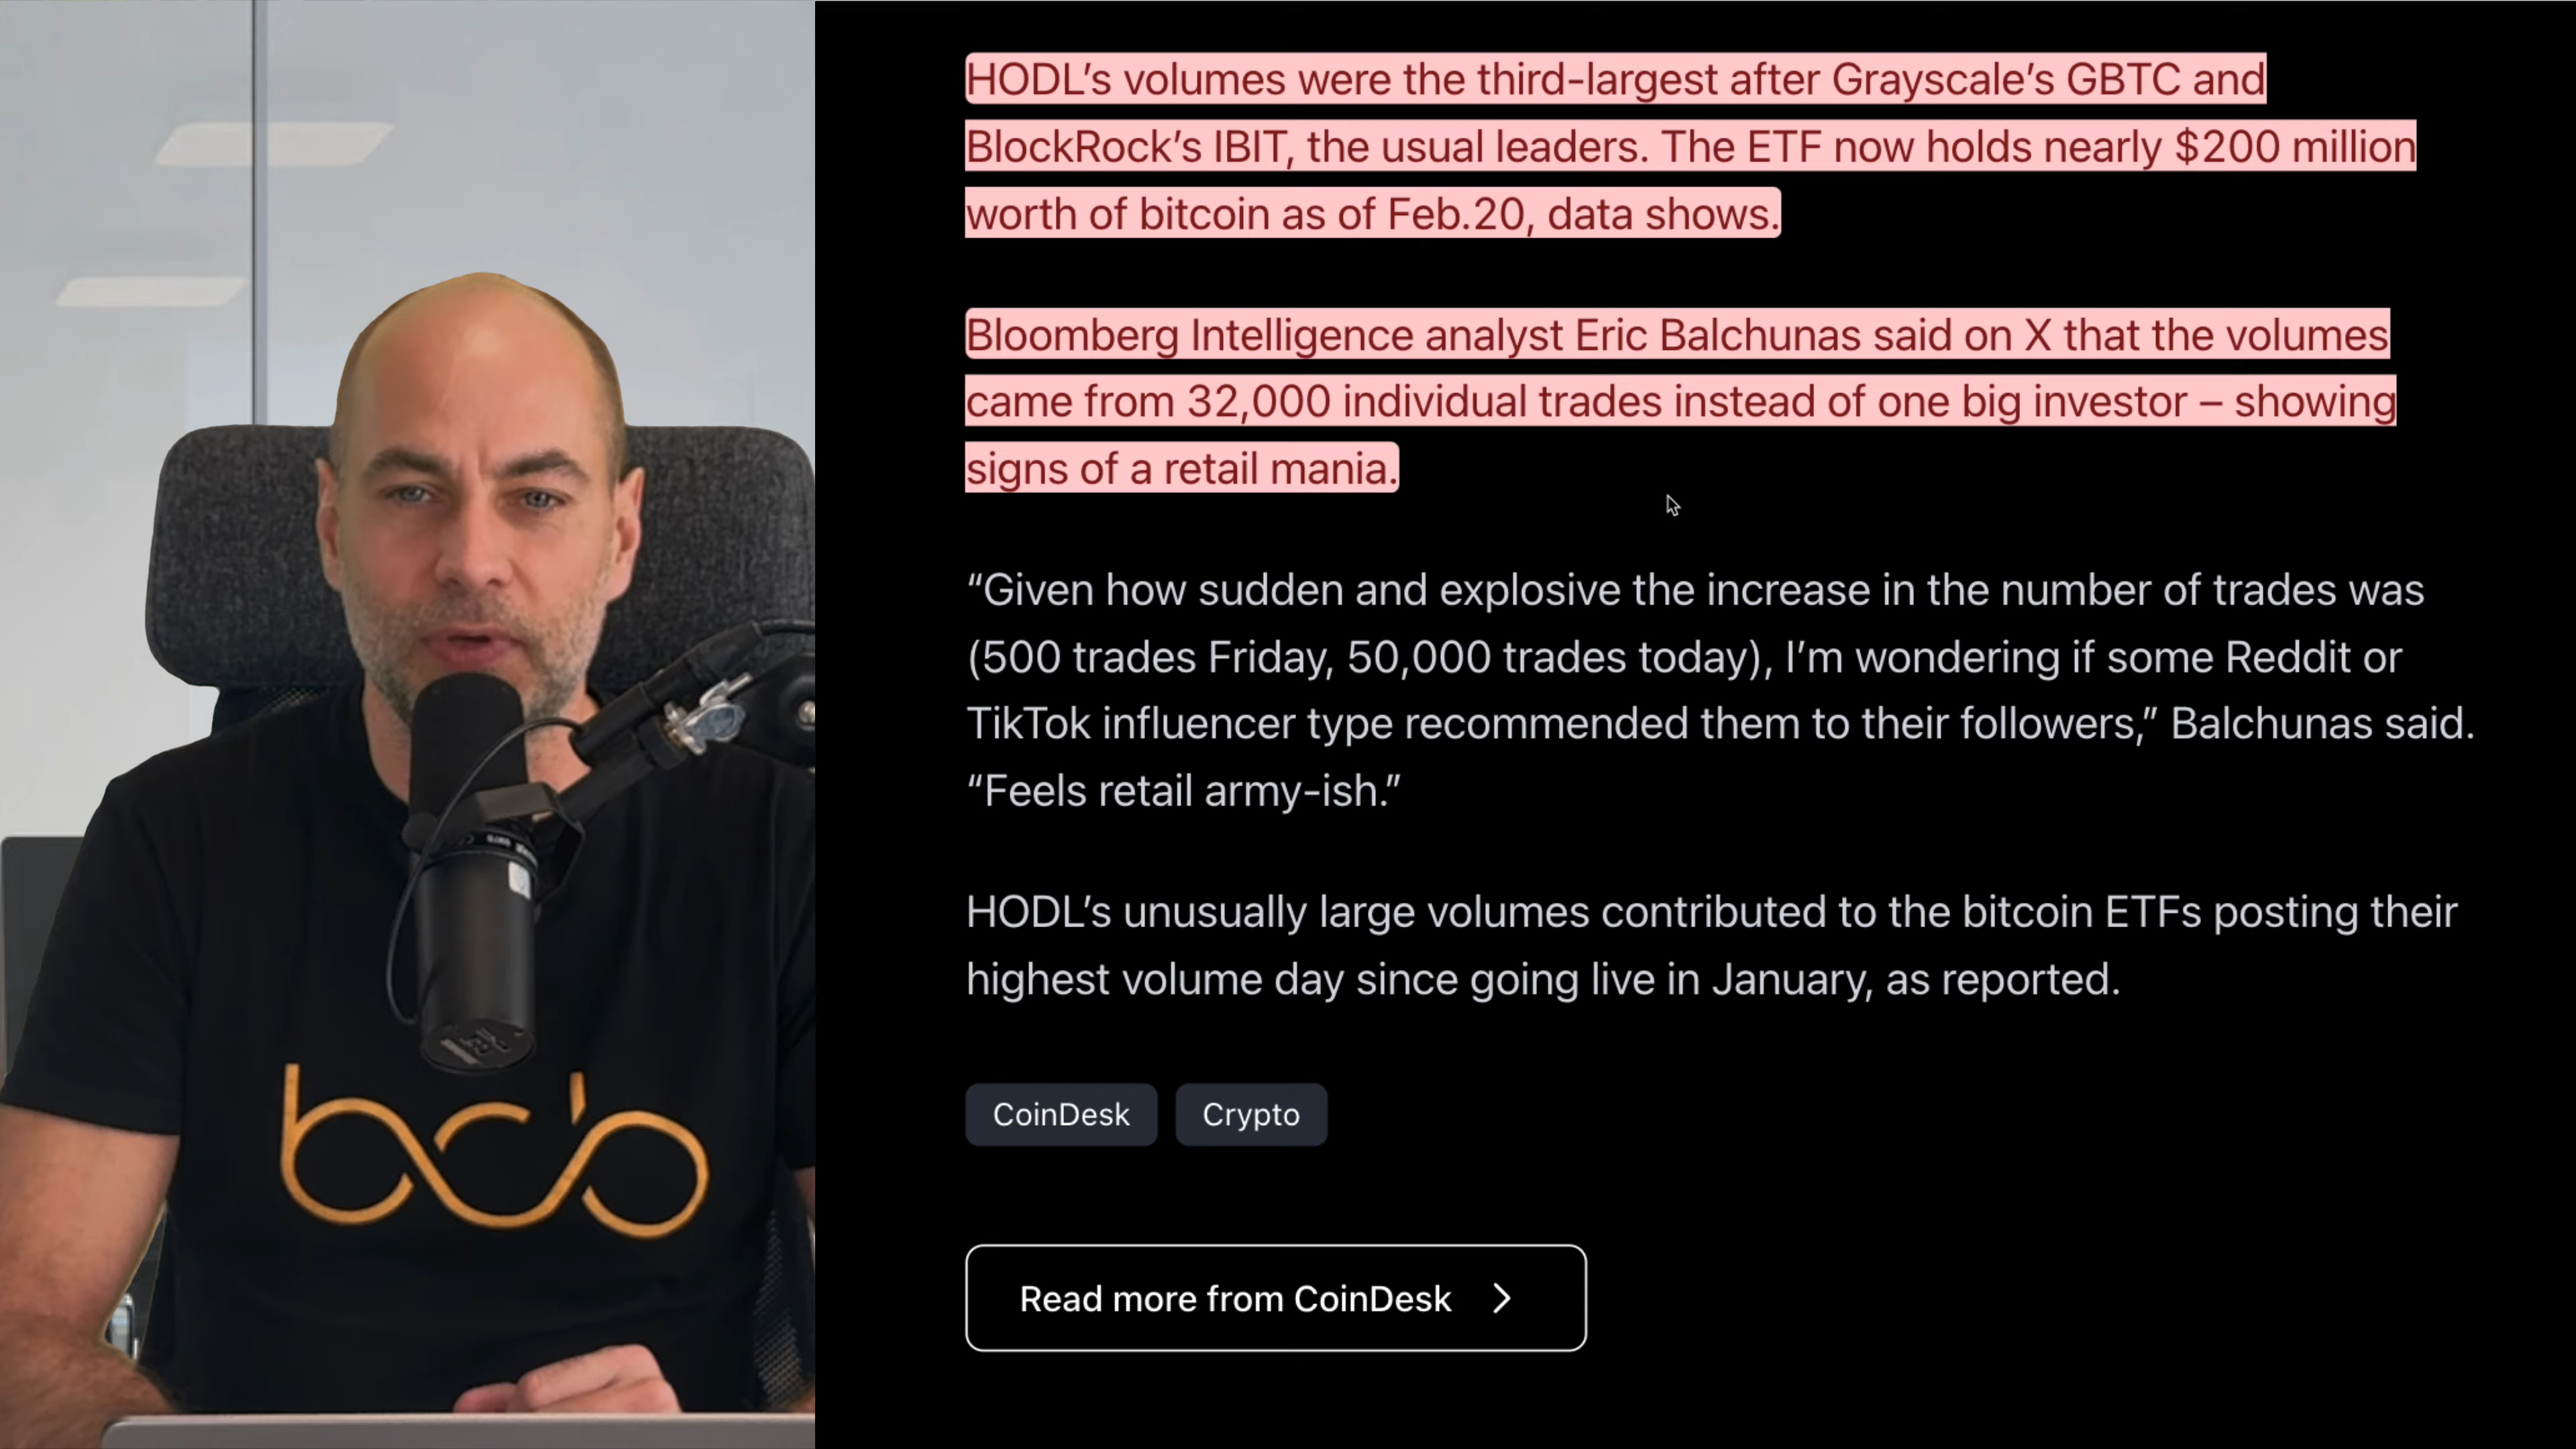 HODL’s volumes were the third-largest after Grayscale’s GBTC and
BlockRock’s IBIT, the usual leaders. The ETF now holds nearly $200 million
worth of bitcoin as of Feb.20, data shows.
Bloomberg Intelligence analyst Eric Balchunas said on X that the volumes
came from 32,000 individual trades instead of one big investor – showing
signs of a retail mania.
“Given how sudden and explosive the increase in the number of trades was
(500 trades Friday, 50,000 trades today), I’m wondering if some Reddit or
TikTok influencer type recommended them to their followers,” Balchunas said.
“Feels retail army-ish.”
HODL’s unusually large volumes contributed to the bitcoin ETFs posting their
highest volume day since going live in January, as reported.
CoinDesk Crypto
Read more from CoinDesk
bcb